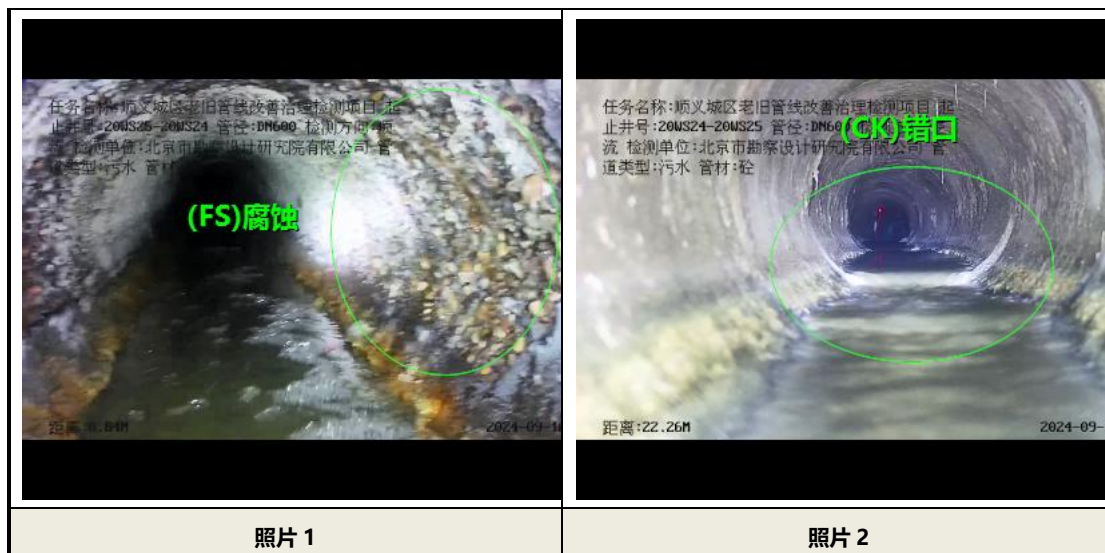 任务名称:顺义城区老旧管线改善治理检测项目 起
止井号:20WS25-20WS24 管径:DN600 检测方向:顺
流 检测单位:北京市勘察设计研究院有限公司 管
道类型:污水 管材:
(FS)腐蚀
距离:
2024-09-
任务名称:顺义城区老旧管线改善治理检测项目 起
止井号:20WS24-20WS25 管径:DN60
(CK)错口
流 检测单位:北京市勘察设计研究院有限公司 管
道类型:污水 管材:砼
距离:22.26M
2024-09-
照片 1
照片 2